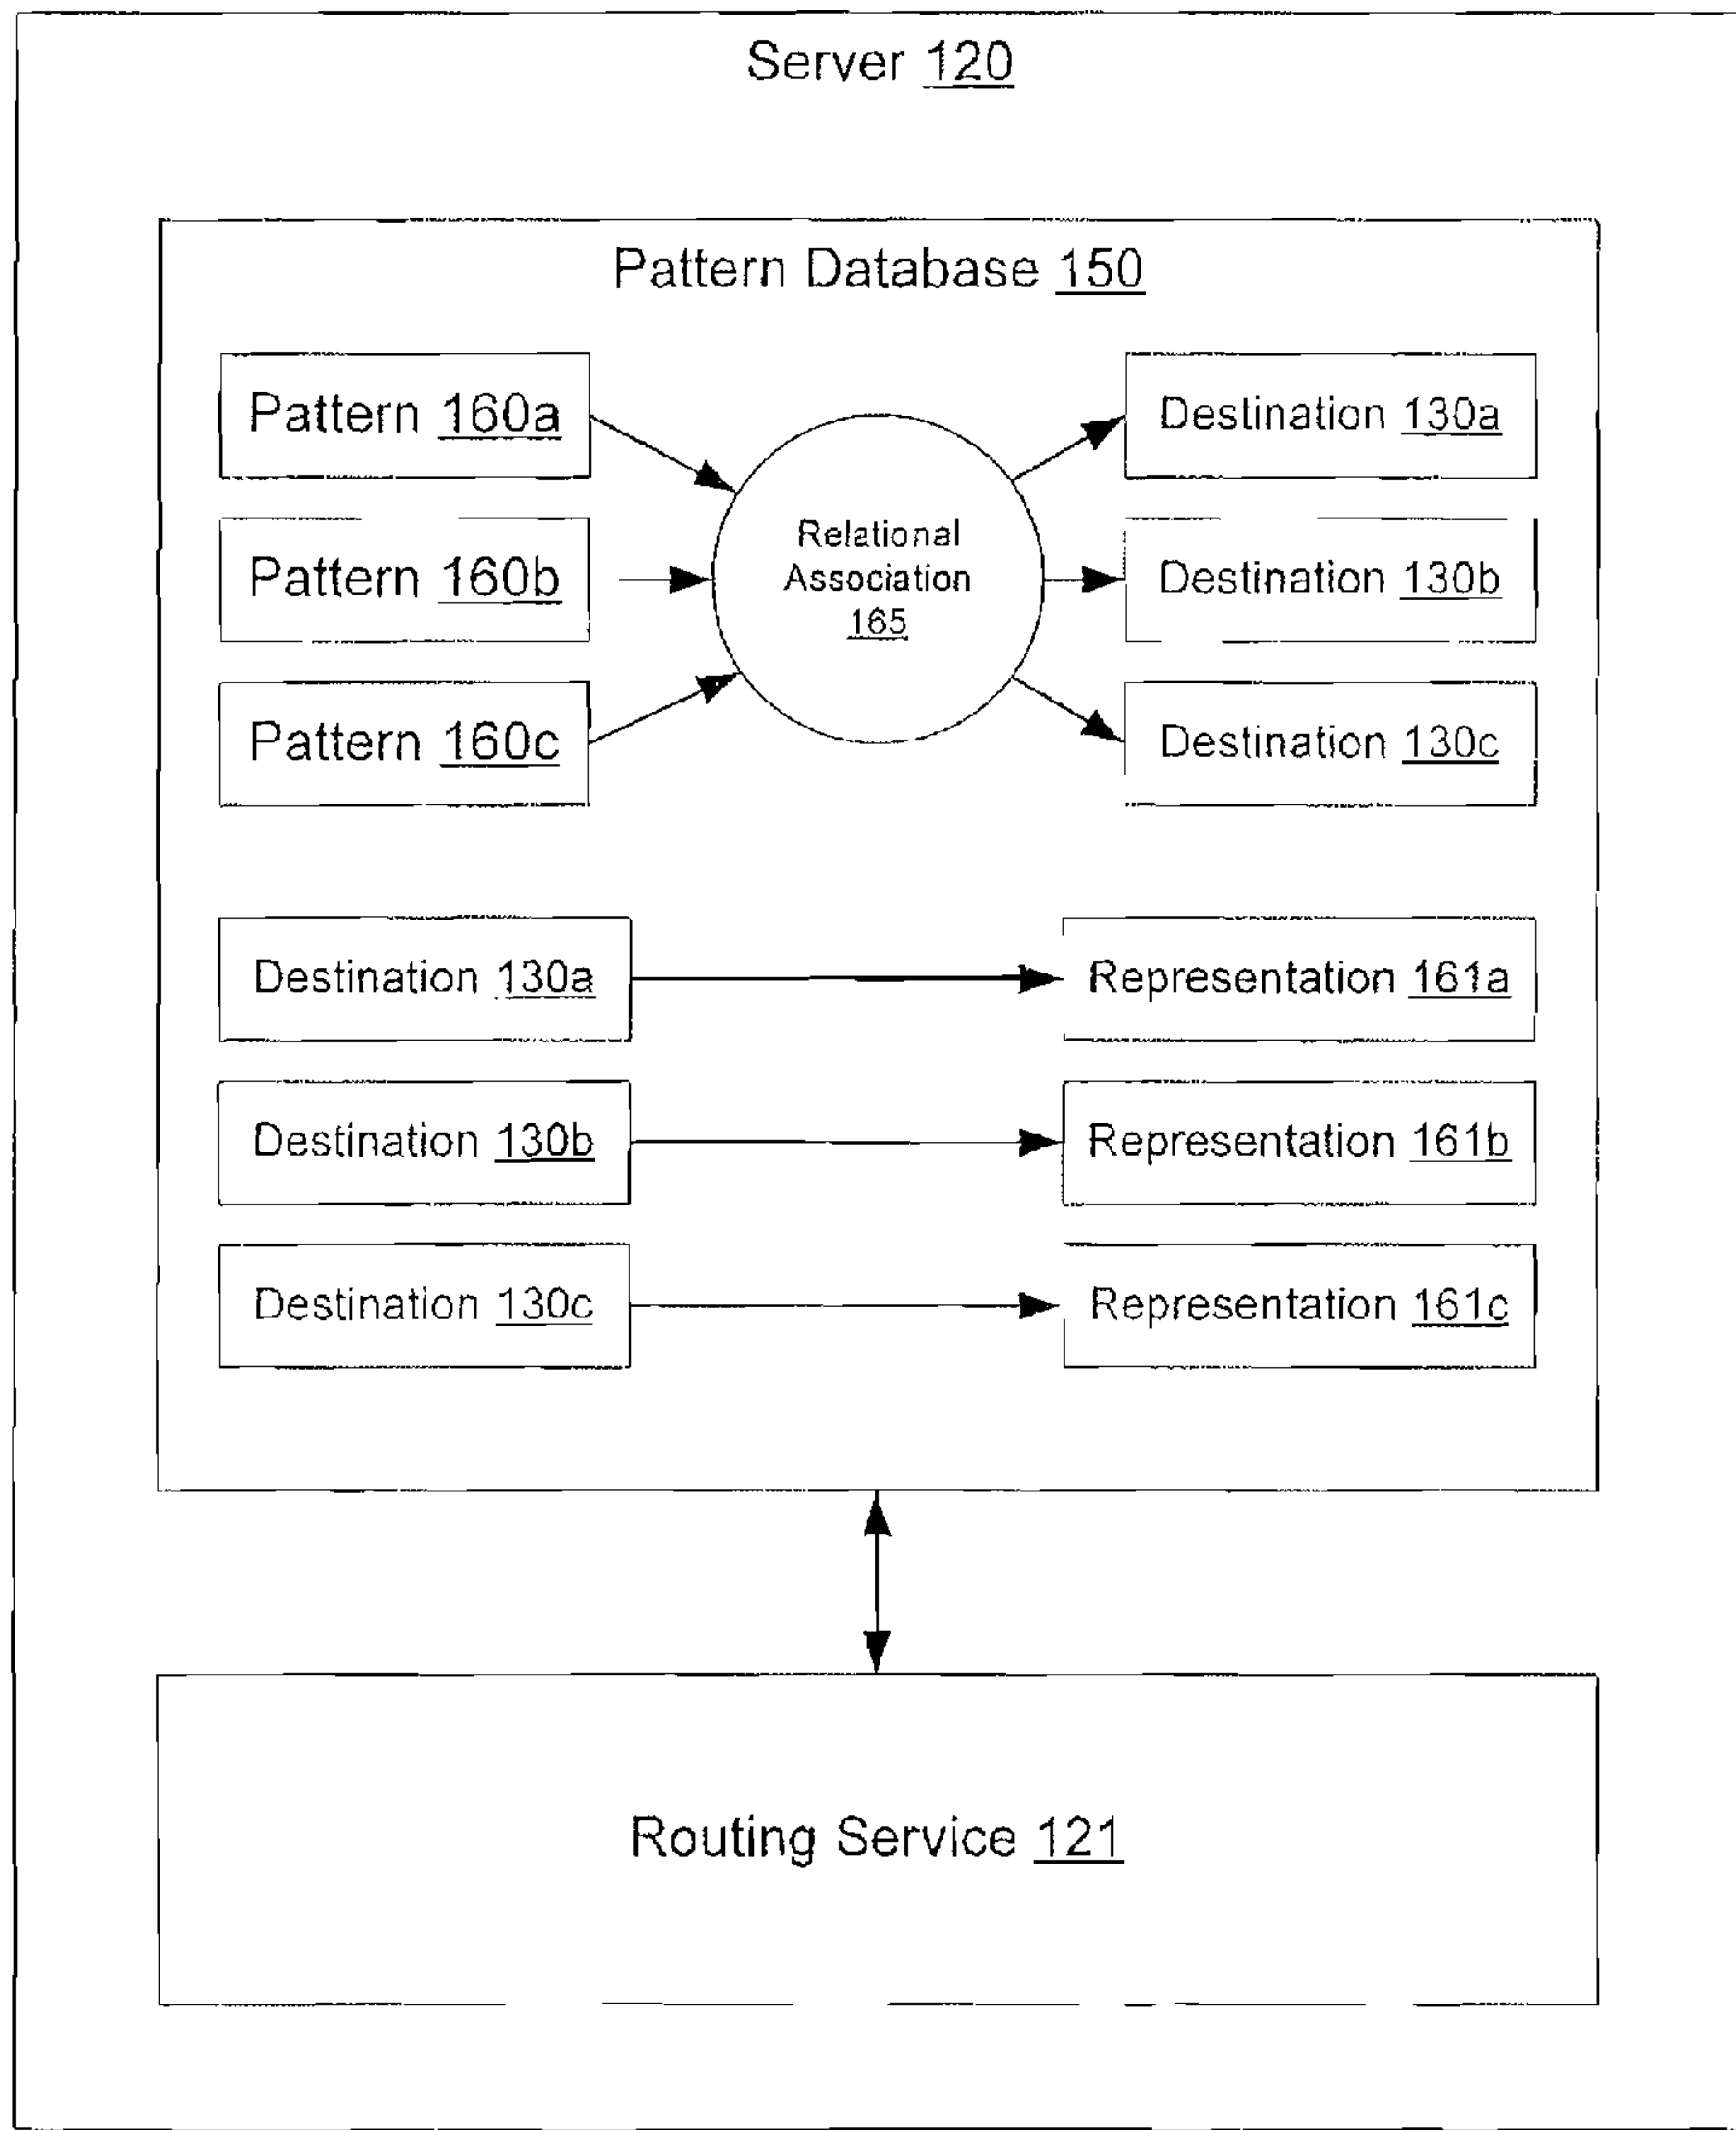 Server 120
Pattern Database 150
Pattern 160a
Destination 130a
Relational
Association
165
Pattern 160b
Destination 130b
Pattern 160c
Destination 130c
Destination 130a
Representation 161a
Destination 130b
Representation 161b
Destination 130c
Representation 161c
Routing Service 121